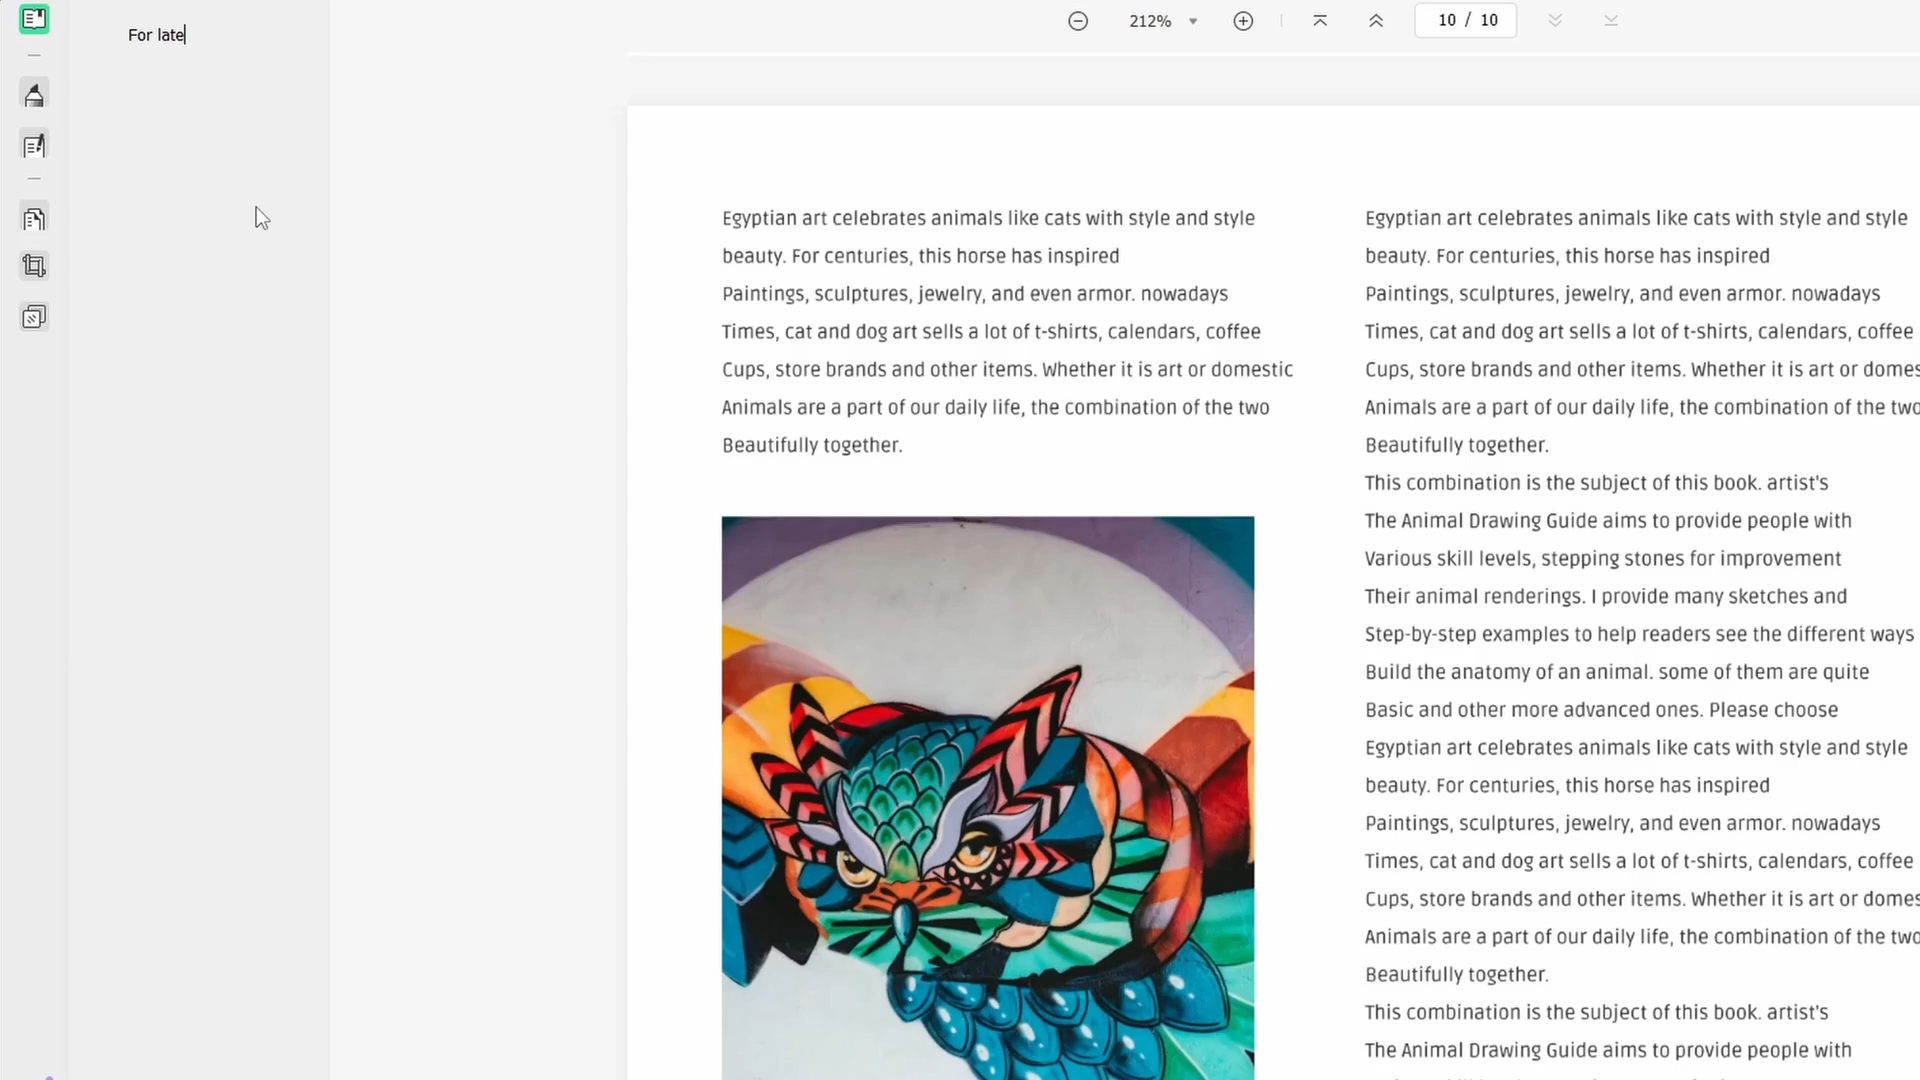 For late
212%
10 / 10
Egyptian art celebrates animals like cats with style and style
beauty. For centuries, this horse has inspired
Paintings, sculptures, jewelry, and even armor. nowadays
Times, cat and dog art sells a lot of t-shirts, calendars, coffee
Cups, store brands and other items. Whether it is art or domestic
Animals are a part of our daily life, the combination of the two
Beautifully together.
Egyptian art celebrates animals like cats with style and style
beauty. For centuries, this horse has inspired
Paintings, sculptures, jewelry, and even armor. nowadays
Times, cat and dog art sells a lot of t-shirts, calendars, coffee
Cups, store brands and other items. Whether it is art or domes
Animals are a part of our daily life, the combination of the two
Beautifully together.
This combination is the subject of this book. artist's
The Animal Drawing Guide aims to provide people with
Various skill levels, stepping stones for improvement
Their animal renderings. I provide many sketches and
Step-by-step examples to help readers see the different ways
Build the anatomy of an animal. some of them are quite
Basic and other more advanced ones. Please choose
Egyptian art celebrates animals like cats with style and style
beauty. For centuries, this horse has inspired
Paintings, sculptures, jewelry, and even armor. nowadays
Times, cat and dog art sells a lot of t-shirts, calendars, coffee
Cups, store brands and other items. Whether it is art or domes
Animals are a part of our daily life, the combination of the two
Beautifully together.
This combination is the subject of this book. artist's
The Animal Drawing Guide aims to provide people with